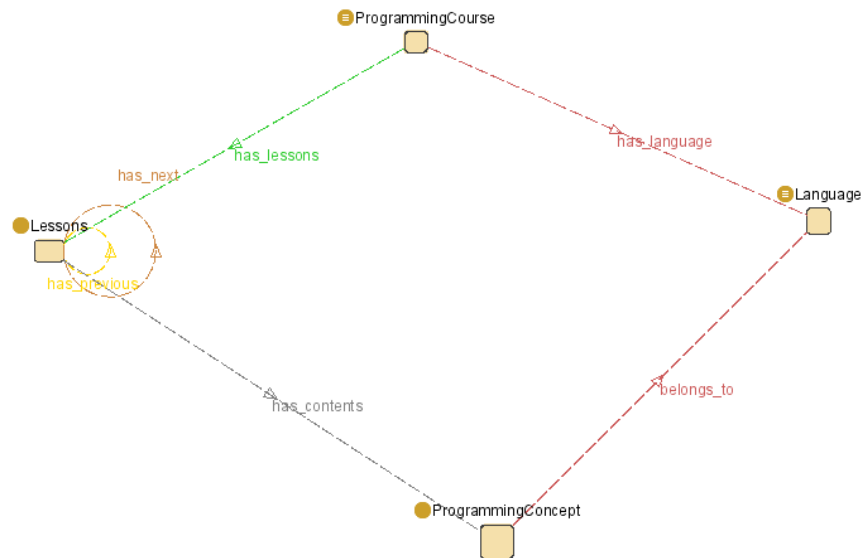 ProgrammingCourse
has_lessons
has_language
has_next
Language
Lessons
has_previous
has_contents
belongs_to
ProgrammingConcept